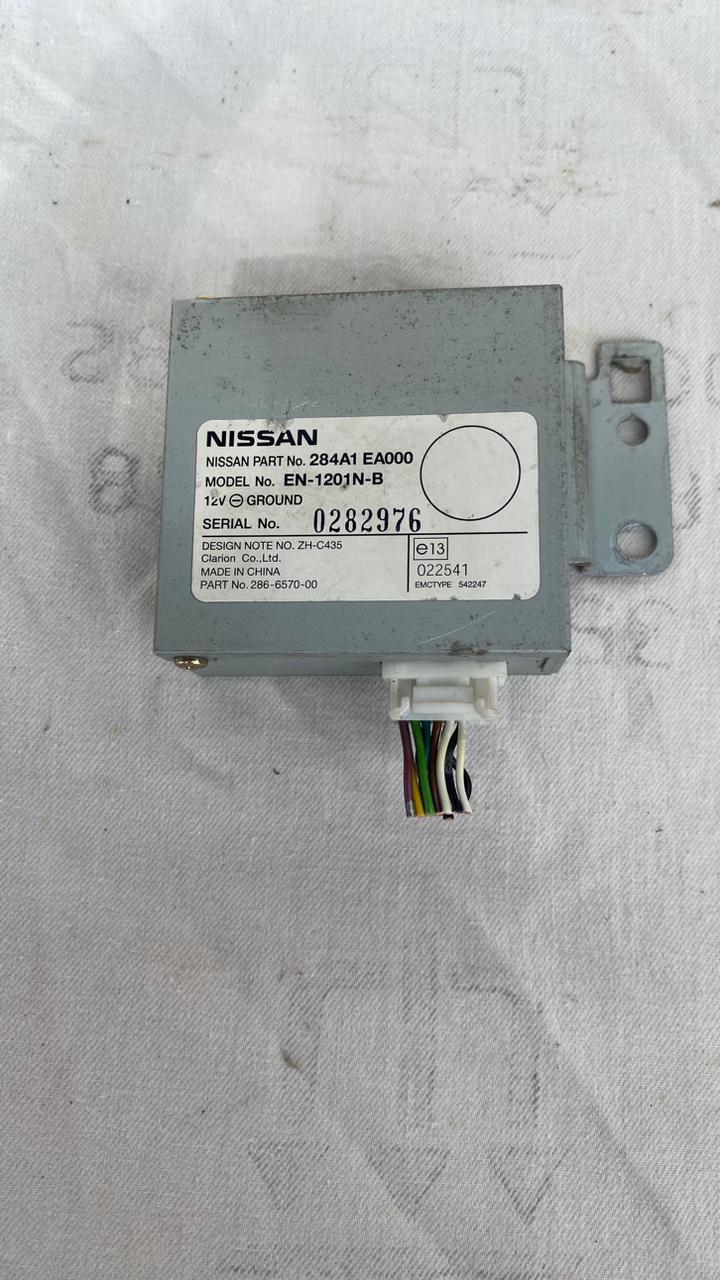 NISSAN
NISSAN PART No. 284A1 EA000
MODEL No. EN-1201N-B
12V ⊖ GROUND
SERIAL No. 0282976
DESIGN NOTE NO. ZH-C435
Clarion Co.,Ltd.
MADE IN CHINA
PART No. 286-6570-00
e13
022541
EMCTYPE 542247